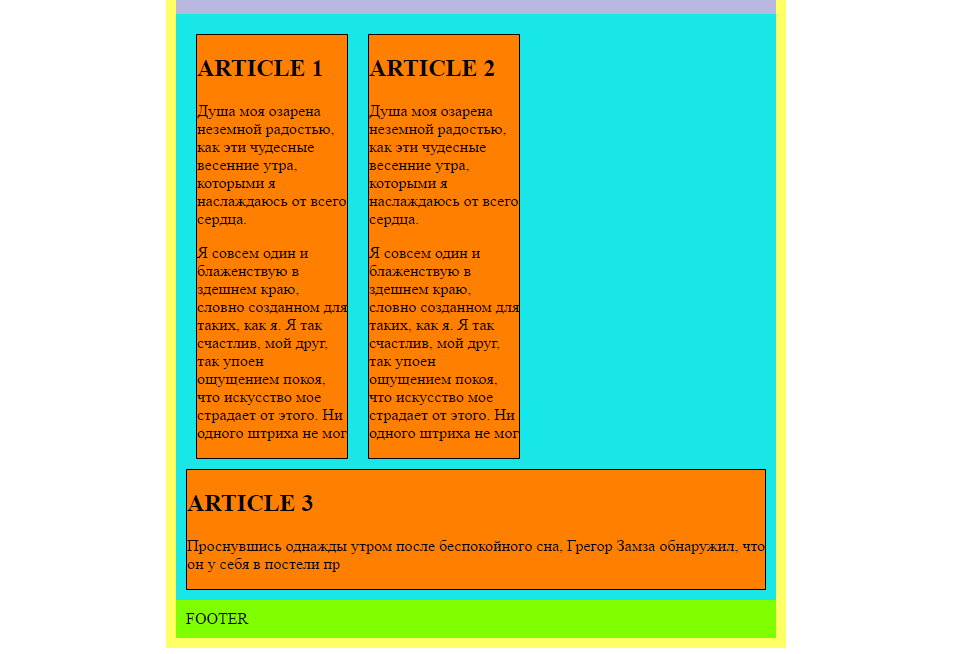 ARTICLE 1
Душа моя озарена
неземной радостью,
как эти чудесные
весенние утра,
которыми я
наслаждаюсь от всего
сердца.
Я совсем один и
блаженствую в
здешнем краю,
словно созданном для
таких, как я. Я так
счастлив, мой друг,
так упоен
ощущением покоя,
что искусство мое
страдает от этого. Ни
одного штриха не мог
ARTICLE 2
Душа моя озарена
неземной радостью,
как эти чудесные
весенние утра,
которыми я
наслаждаюсь от всего
сердца.
Я совсем один и
блаженствую в
здешнем краю,
словно созданном для
таких, как я. Я так
счастлив, мой друг,
так упоен
ощущением покоя,
что искусство мое
страдает от этого. Ни
одного штриха не мог
ARTICLE 3
Проснувшись однажды утром после беспокойного сна, Грегор Замза обнаружил, что
он у себя в постели пр
FOOTER